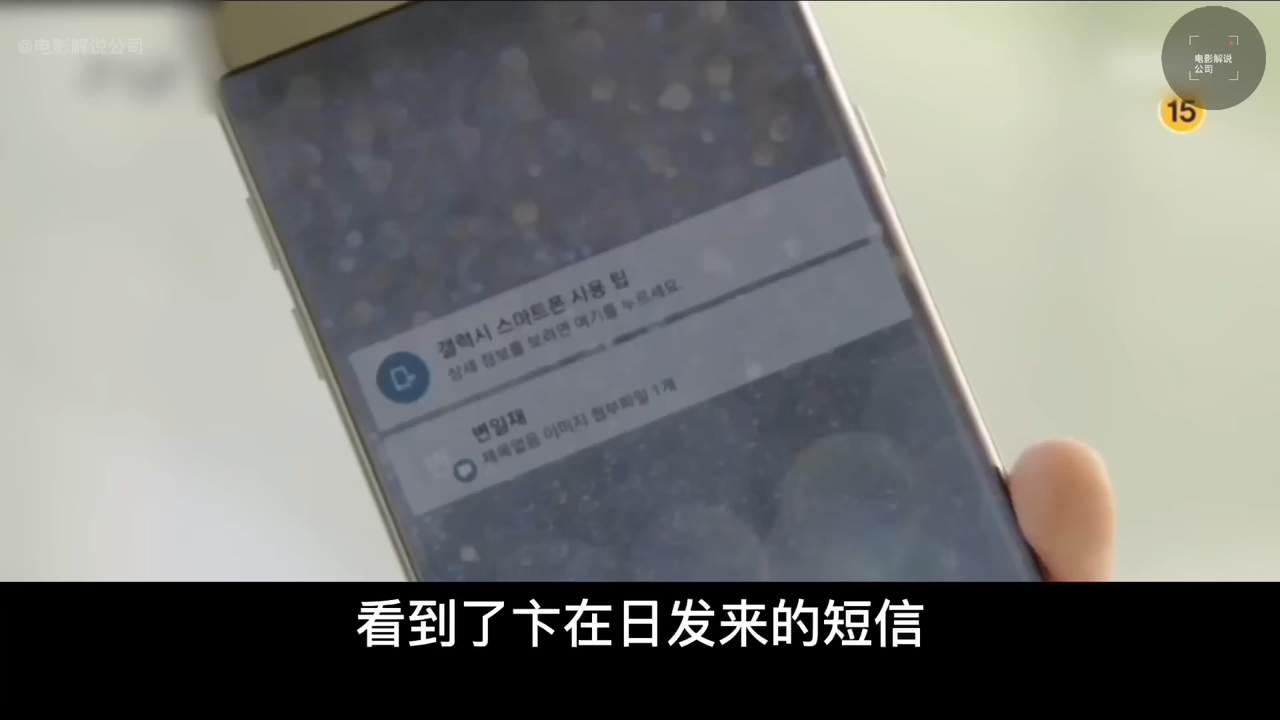 @电影解说公司
电影解说
公司
15
갤럭시 스마트폰 사용 팁
상세 정보를 보려면 여기를 누르세요.
변일재
제목없음 이미지 첨부파일 1개
看到了卞在日发来的短信